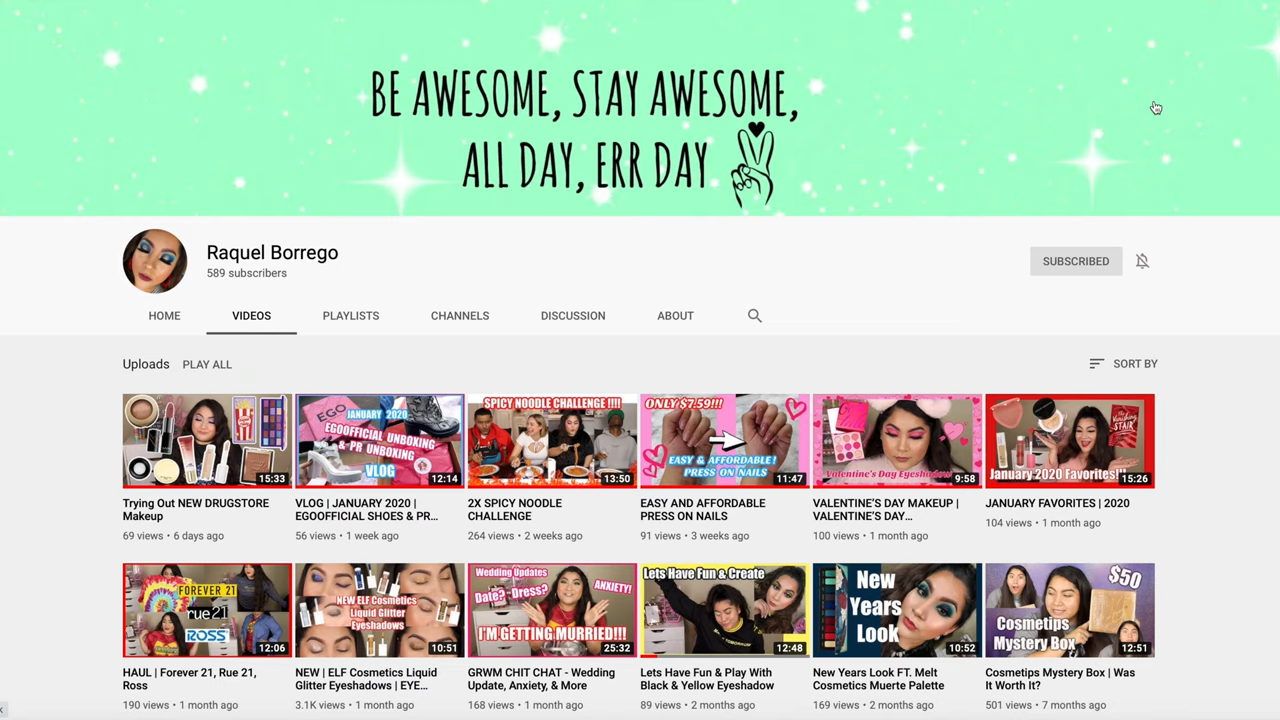 BE AWESOME, STAY AWESOME,
ALL DAY, ERR DAY
Raquel Borrego
589 subscribers
SUBSCRIBED
HOME
VIDEOS
PLAYLISTS
CHANNELS
DISCUSSION
ABOUT
Uploads
PLAY ALL
SORT BY
15:33
Trying Out NEW DRUGSTORE
Makeup
69 views • 6 days ago
EGO
JANUARY 2020
EGOOFFICIAL UNBOXING
& PR UNBOXING
VLOG
12:14
VLOG | JANUARY 2020 |
EGOOFFICIAL SHOES & PR...
56 views • 1 week ago
SPICY NOODLE CHALLENGE !!!!
13:50
2X SPICY NOODLE
CHALLENGE
264 views • 2 weeks ago
ONLY $7.59!!!
EASY & AFFORDABLE!
PRESS ON NAILS
11:47
EASY AND AFFORDABLE
PRESS ON NAILS
91 views • 3 weeks ago
Valentine's Day Eyeshadow
9:58
VALENTINE'S DAY MAKEUP |
VALENTINE'S DAY...
100 views • 1 month ago
January 2020 Favorites!!
15:26
JANUARY FAVORITES | 2020
104 views • 1 month ago
FOREVER 21
rue21
ROSS
12:06
HAUL | Forever 21, Rue 21,
Ross
190 views • 1 month ago
NEW ELF Cosmetics
Liquid Glitter
Eyeshadows
10:51
NEW | ELF Cosmetics Liquid
Glitter Eyeshadows | EYE...
3.1K views • 1 month ago
Wedding Updates
Date?-Dress?
ANXIETY!
I'M GETTING MURRIED!!!
25:32
GRWM CHIT CHAT - Wedding
Update, Anxiety, & More
168 views • 1 month ago
Lets Have Fun & Create
12:48
Lets Have Fun & Play With
Black & Yellow Eyeshadow
89 views • 2 months ago
New
Years
Look
10:52
New Years Look FT. Melt
Cosmetics Muerte Palette
169 views • 2 months ago
$50
Cosmetips
Mystery Box
12:51
Cosmetips Mystery Box | Was
It Worth It?
501 views • 7 months ago